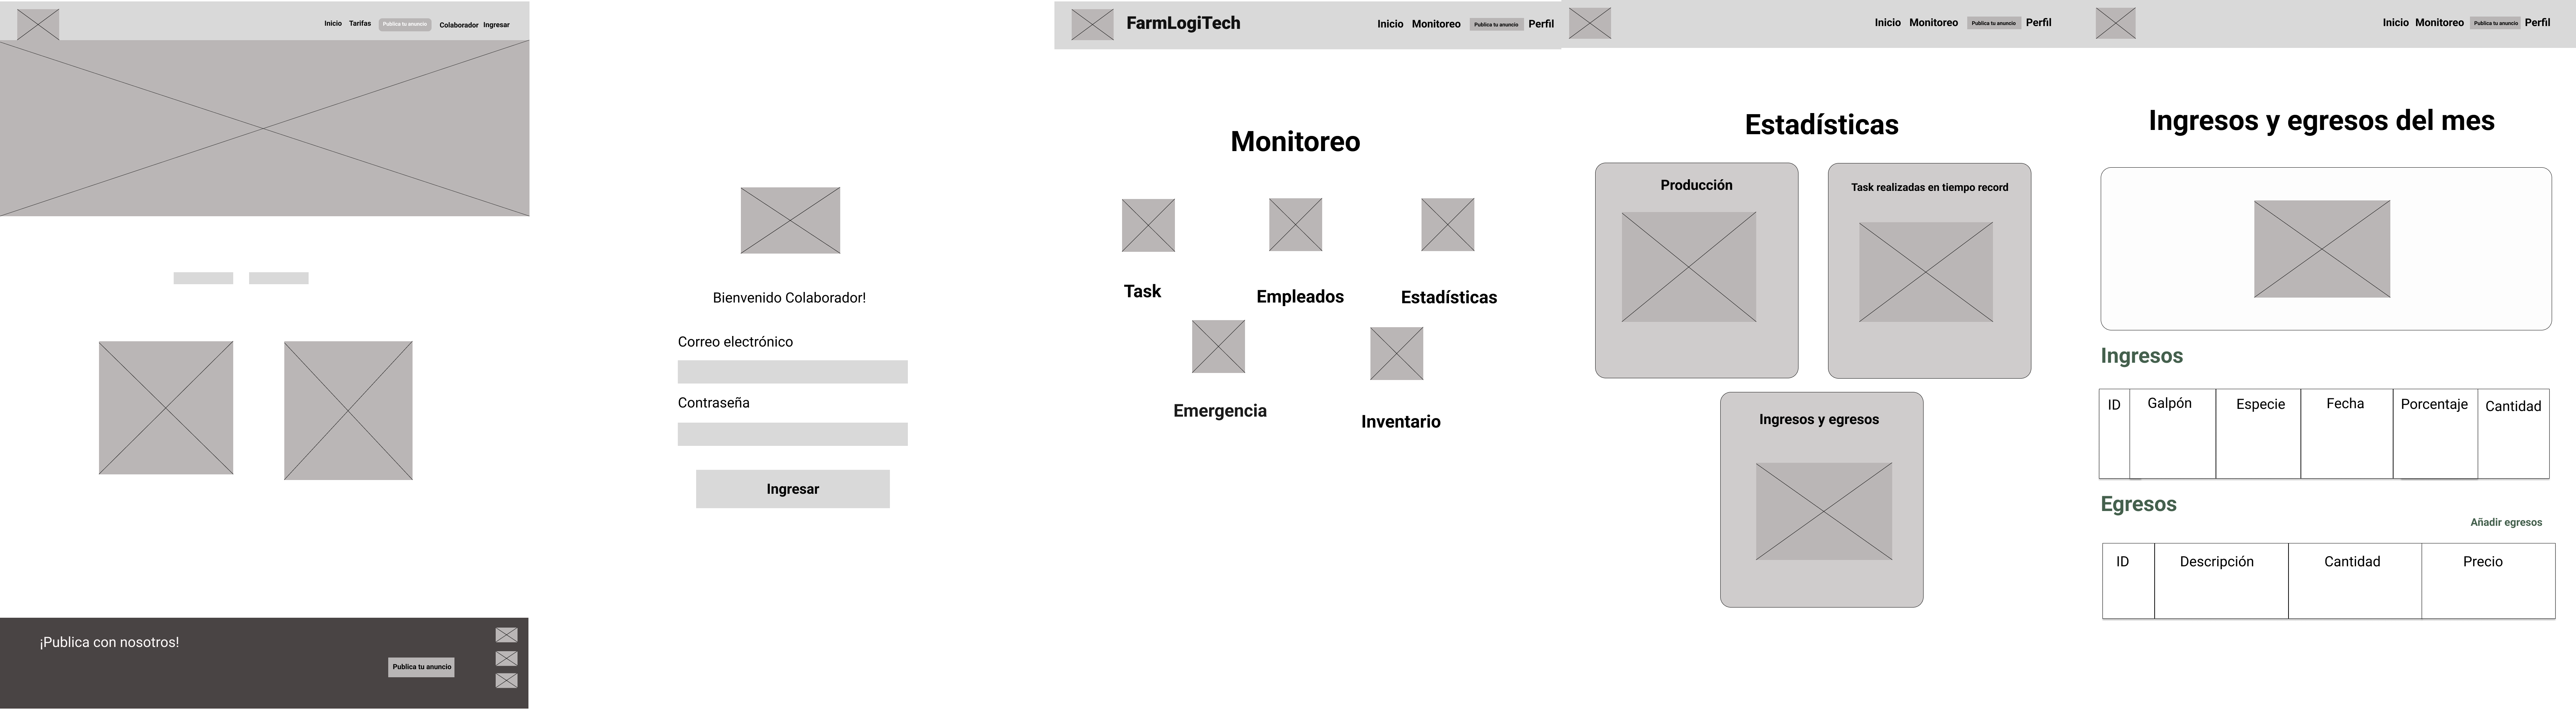 Inicio Tarifas Publica tu anuncio Colaborador Ingresar
¡Publica con nosotros!
Publica tu anuncio
Bienvenido Colaborador!
Correo electrónico
Contraseña
Ingresar
FarmLogiTech Inicio Monitoreo Publica tu anuncio Perfil
Monitoreo
Task Empleados Estadísticas
Emergencia Inventario
Inicio Monitoreo Publica tu anuncio Perfil
Estadísticas
Producción Task realizadas en tiempo record
Ingresos y egresos
Inicio Monitoreo Publica tu anuncio Perfil
Ingresos y egresos del mes
Ingresos
ID Galpón Especie Fecha Porcentaje Cantidad
Egresos
Añadir egresos
ID Descripción Cantidad Precio